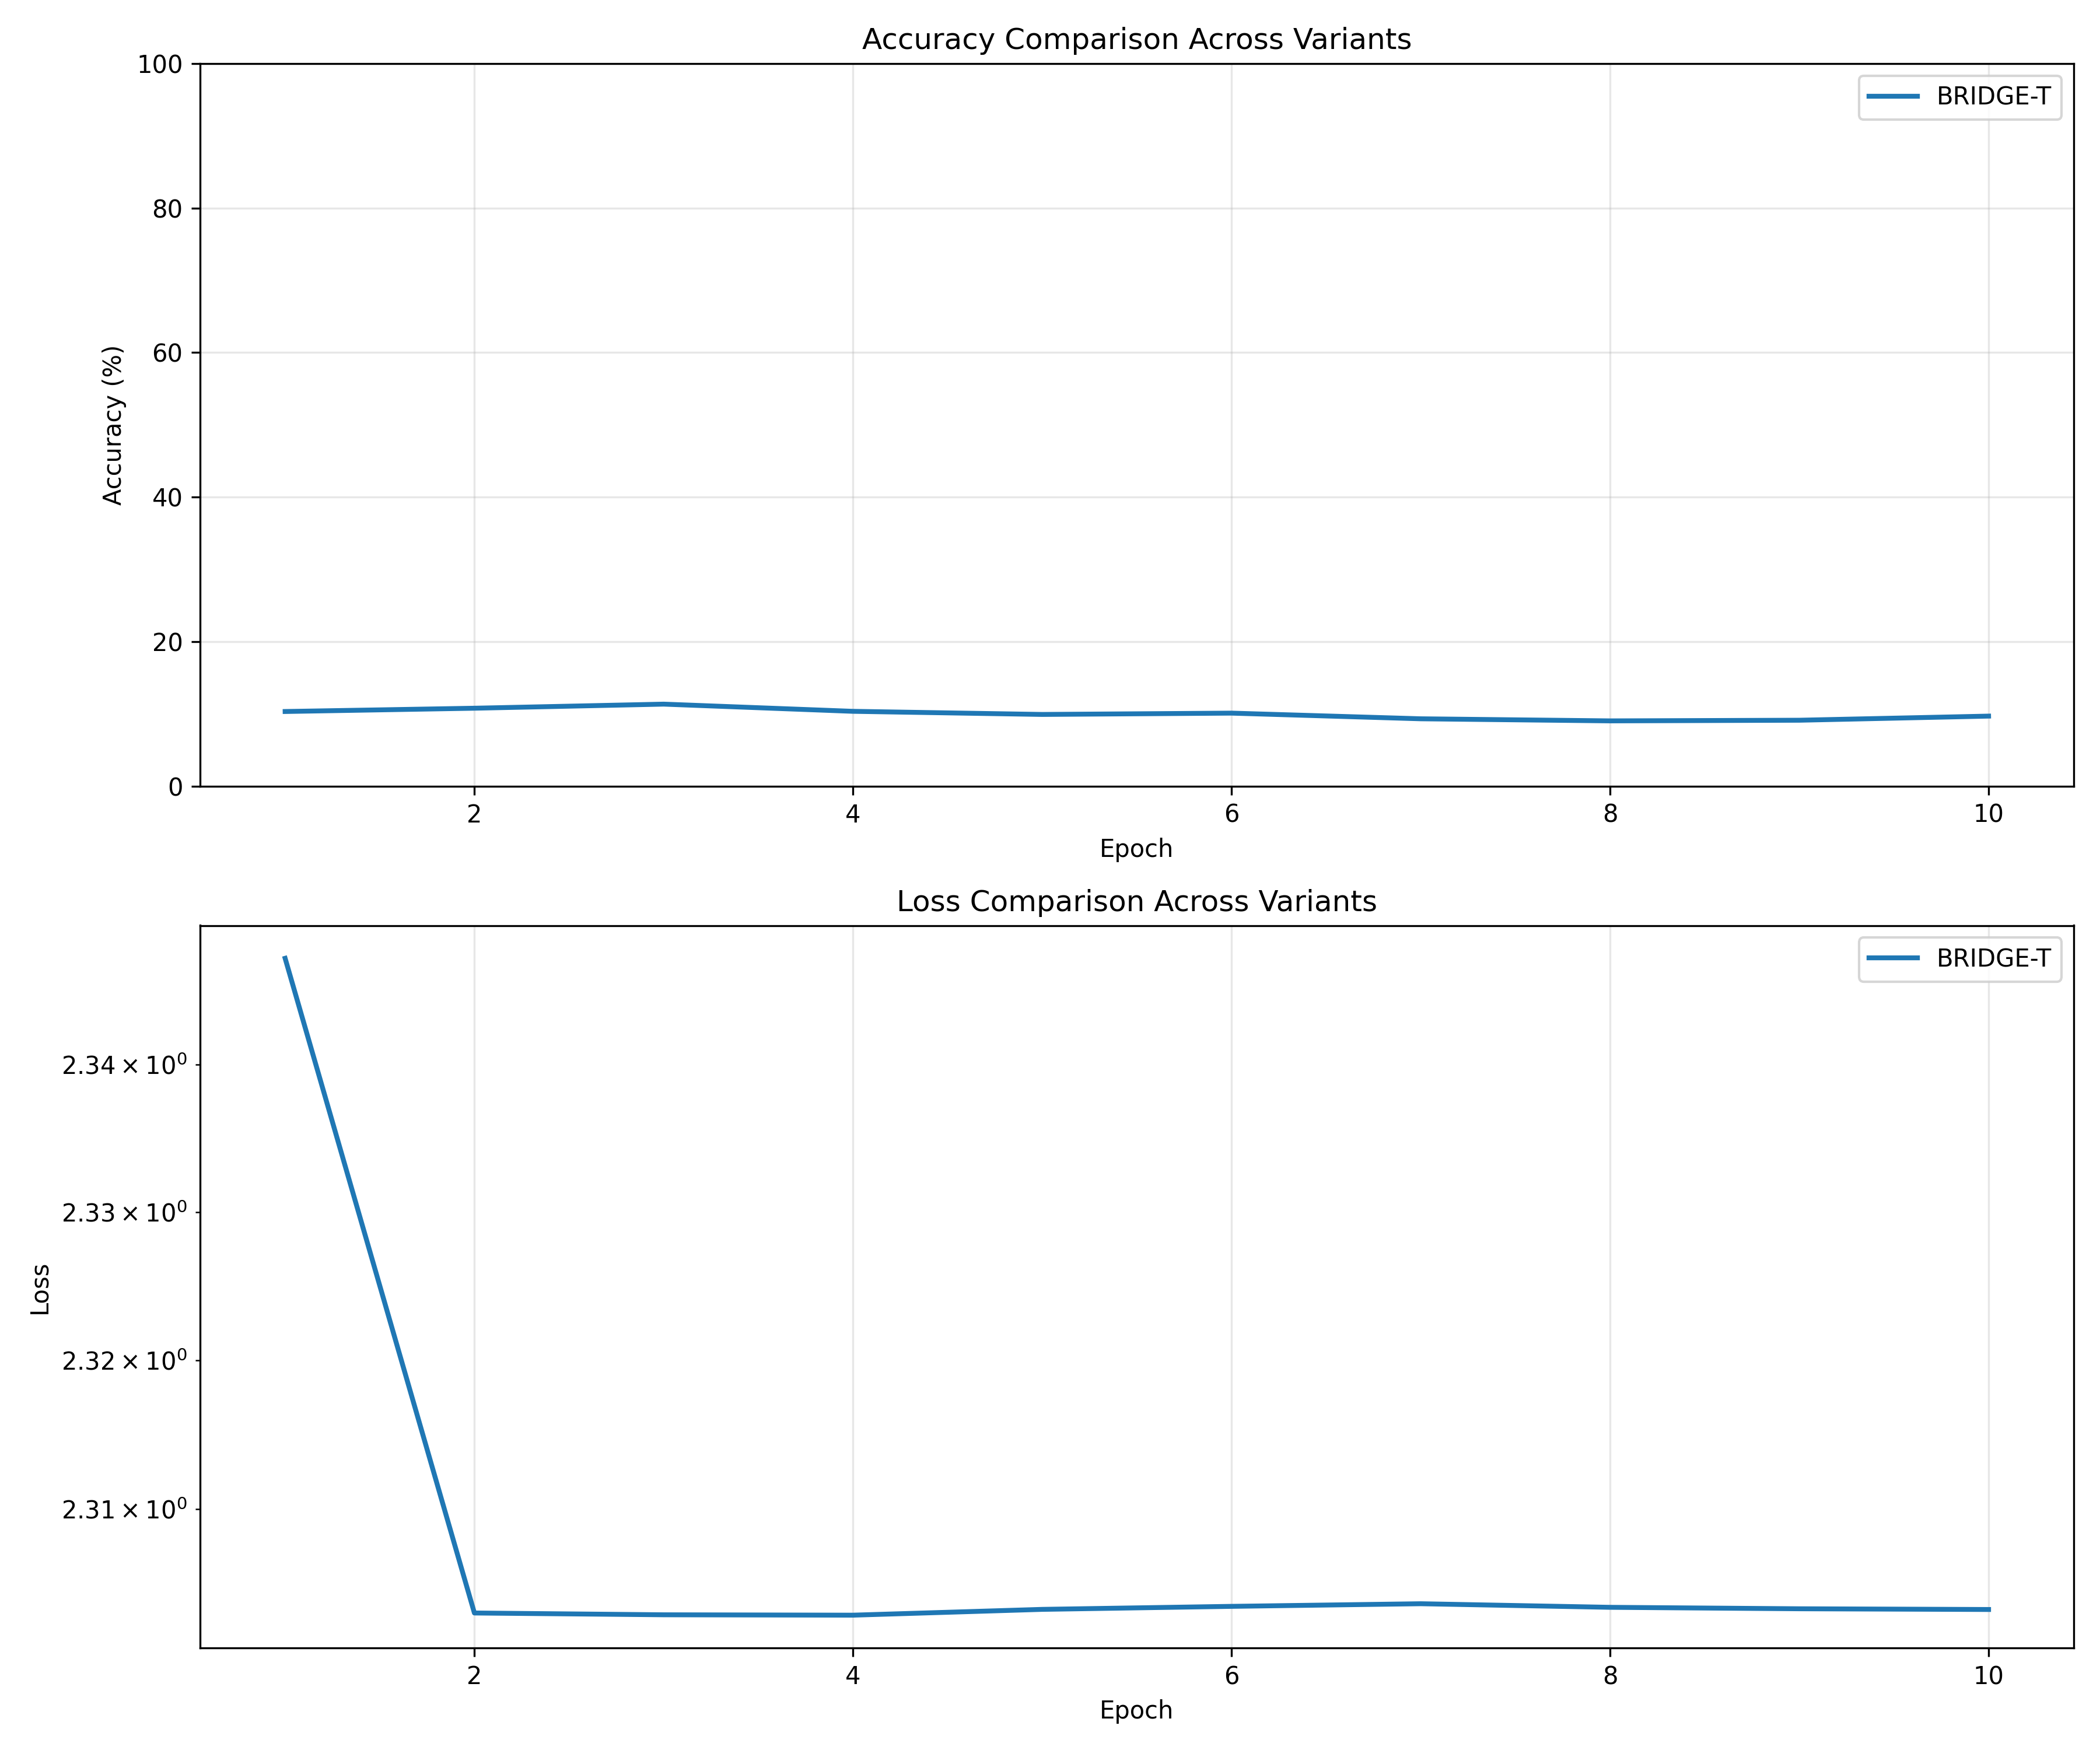 Accuracy Comparison Across Variants
100
80
60
40
20
0
Accuracy (%)
BRIDGE-T
2 4 6 8 10
Epoch
Loss Comparison Across Variants
2.34 × 10⁰
2.33 × 10⁰
2.32 × 10⁰
2.31 × 10⁰
Loss
BRIDGE-T
2 4 6 8 10
Epoch